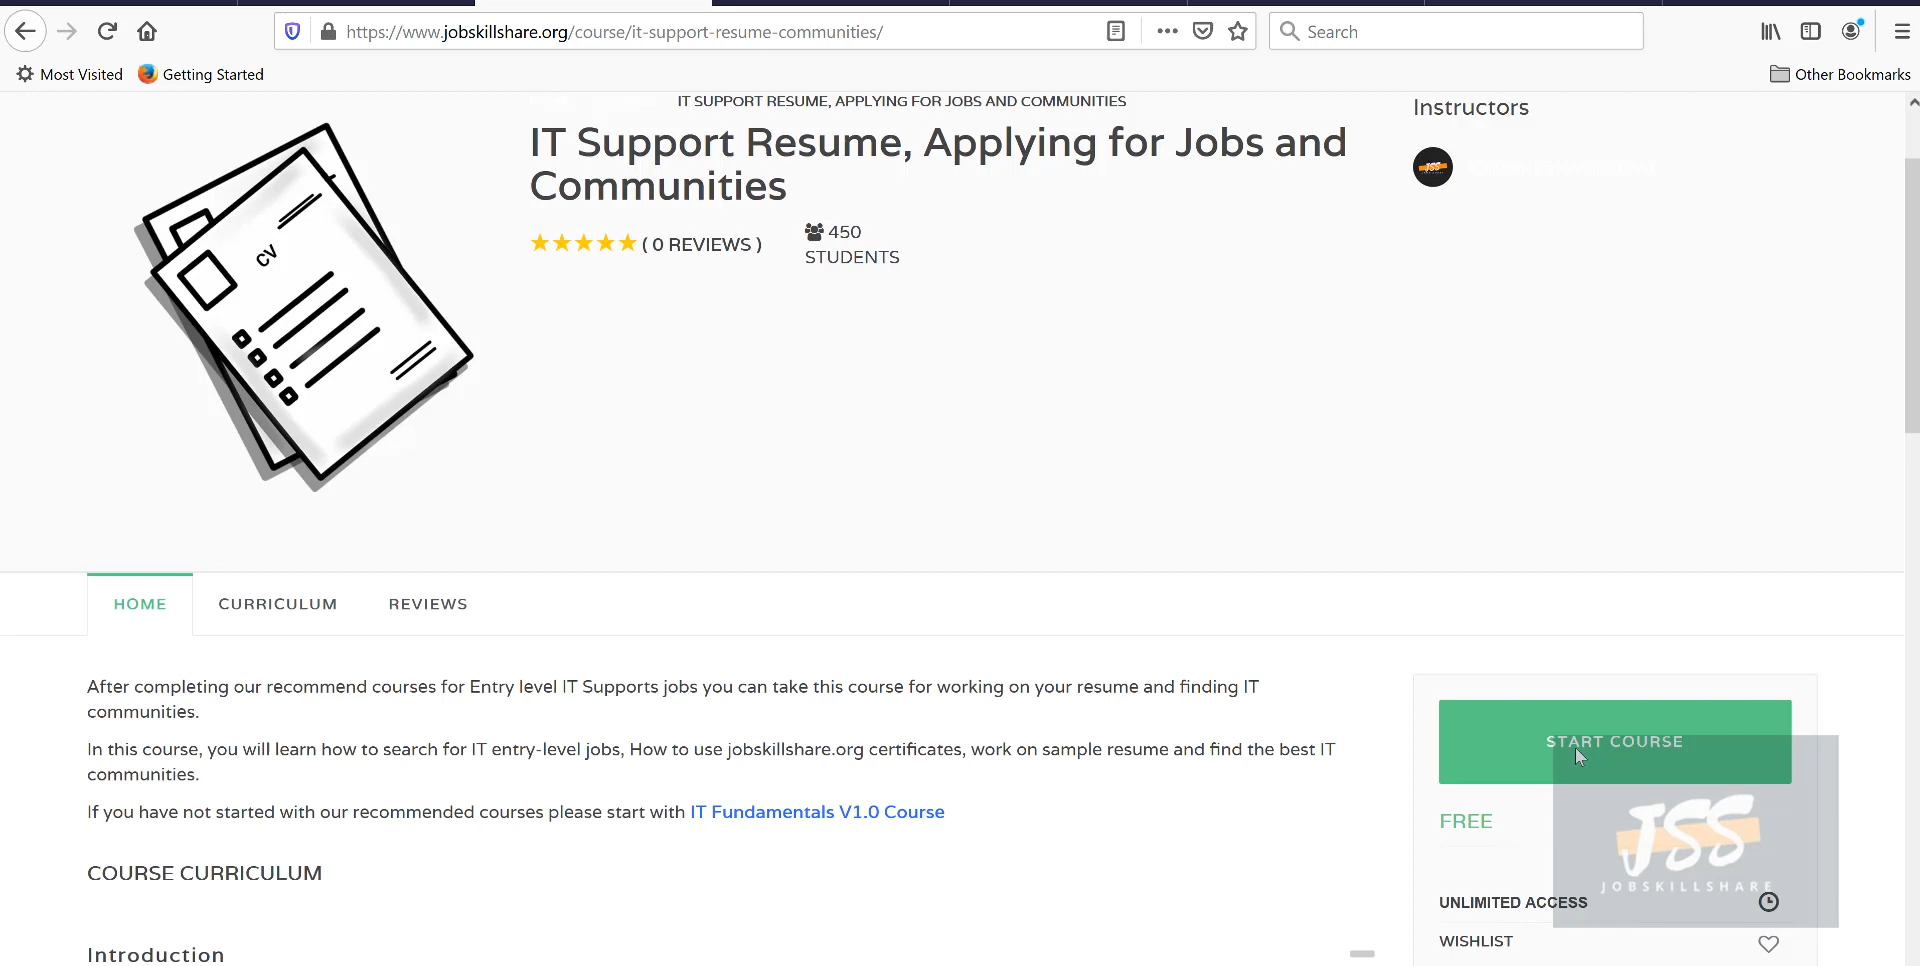 https://www.jobskillshare.org/course/it-support-resume-communities/
Search
Most Visited
Getting Started
Other Bookmarks
IT SUPPORT RESUME, APPLYING FOR JOBS AND COMMUNITIES
IT Support Resume, Applying for Jobs and
Communities
( 0 REVIEWS )
450
STUDENTS
Instructors
JSS
CV
HOME
CURRICULUM
REVIEWS
After completing our recommend courses for Entry level IT Supports jobs you can take this course for working on your resume and finding IT
communities.
In this course, you will learn how to search for IT entry-level jobs, How to use jobskillshare.org certificates, work on sample resume and find the best IT
communities.
If you have not started with our recommended courses please start with IT Fundamentals V1.0 Course
COURSE CURRICULUM
Introduction
START COURSE
FREE
JSS
JOBSKILLSHARE
UNLIMITED ACCESS
WISHLIST